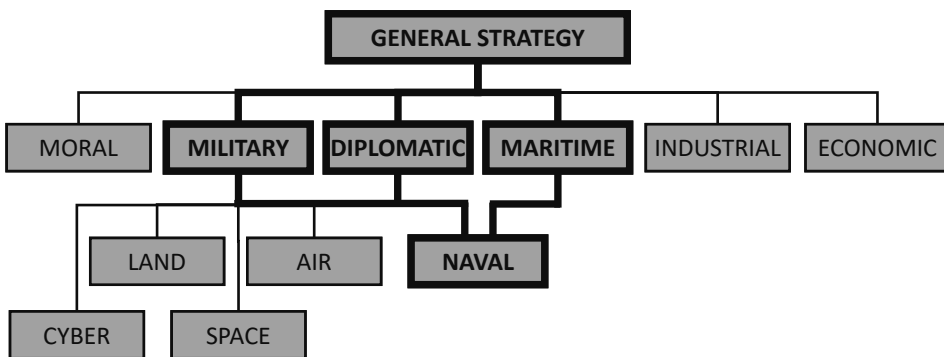 GENERAL STRATEGY
MORAL
MILITARY
DIPLOMATIC
MARITIME
INDUSTRIAL
ECONOMIC
LAND
AIR
NAVAL
CYBER
SPACE